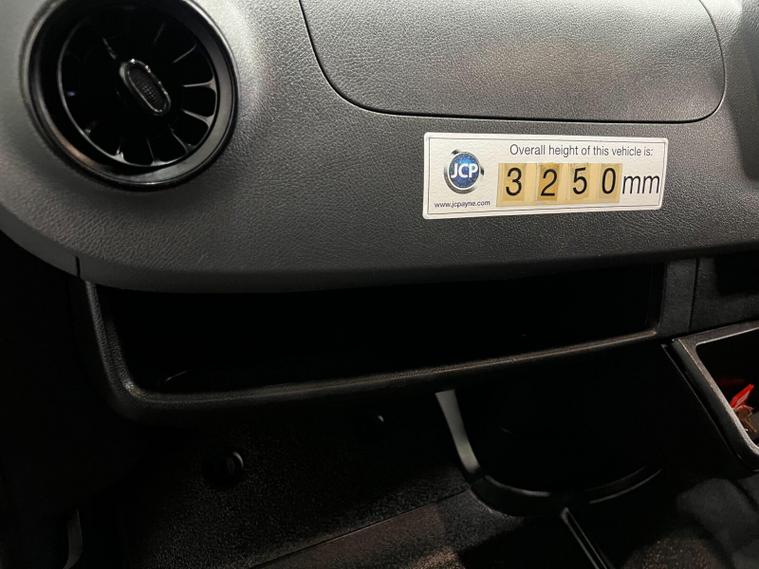 Overall height of this vehicle is:
JCP
3250mm
www.jcpayne.com